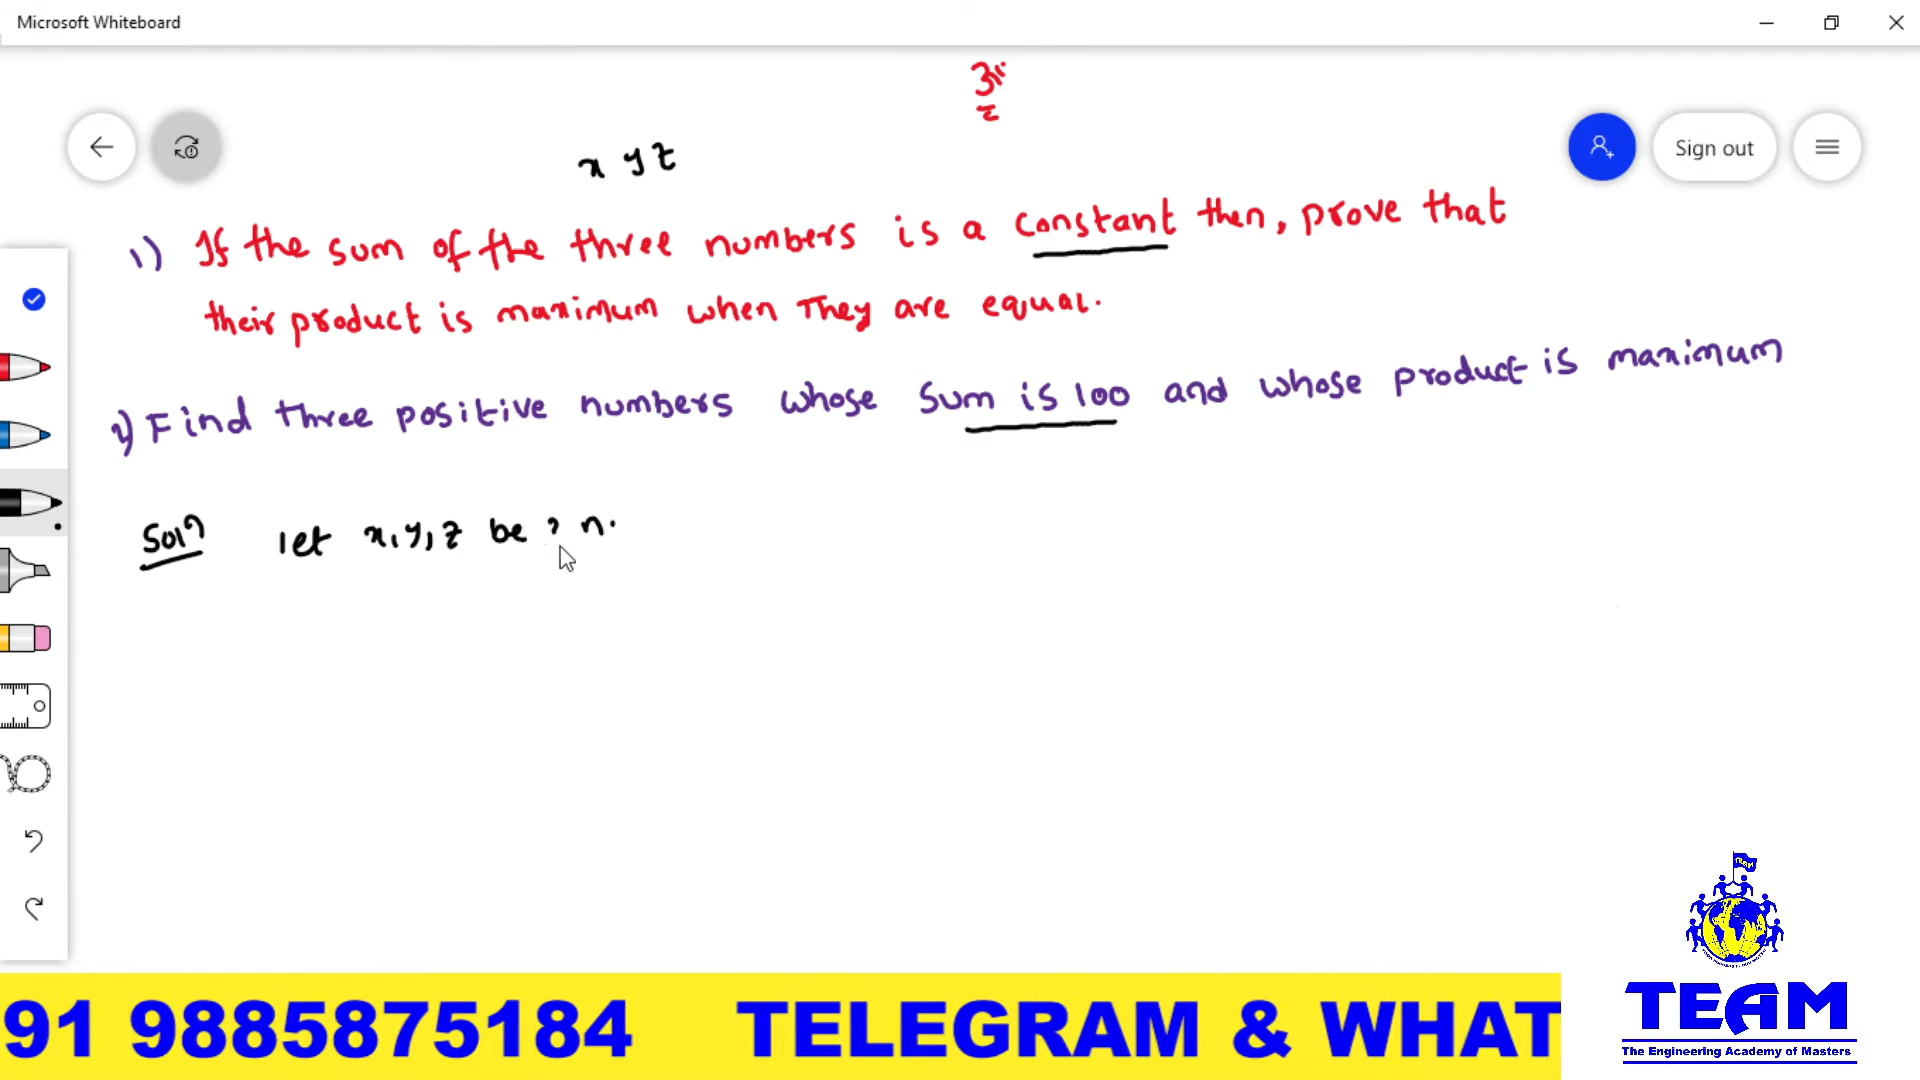 Microsoft Whiteboard
x y z
Sign out
1) If the sum of the three numbers is a constant then, prove that
their product is maximum when They are equal.
2) Find three positive numbers whose sum is 100 and whose product is maximum
Soln let x, y, z be 3 n.
91 9885875184 TELEGRAM & WHAT
TEAM
The Engineering Academy of Masters